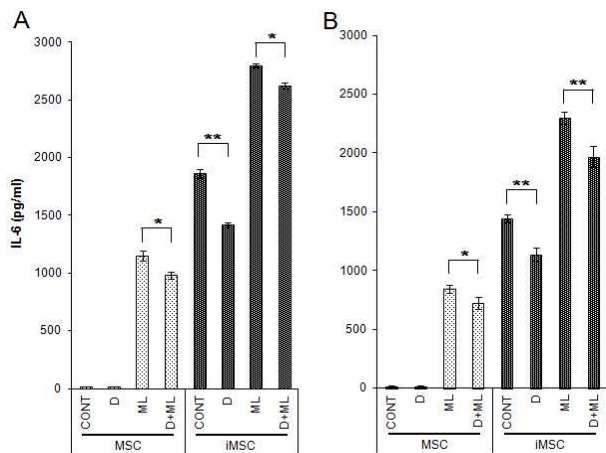 A
B
IL-6 (pg/ml)
3000
2500
2000
1500
1000
500
0
*
**
*
CONT
D
ML
D+ML
CONT
D
ML
D+ML
MSC
iMSC
3000
2500
2000
1500
1000
500
0
*
**
**
CONT
D
ML
D+ML
CONT
D
ML
D+ML
MSC
iMSC